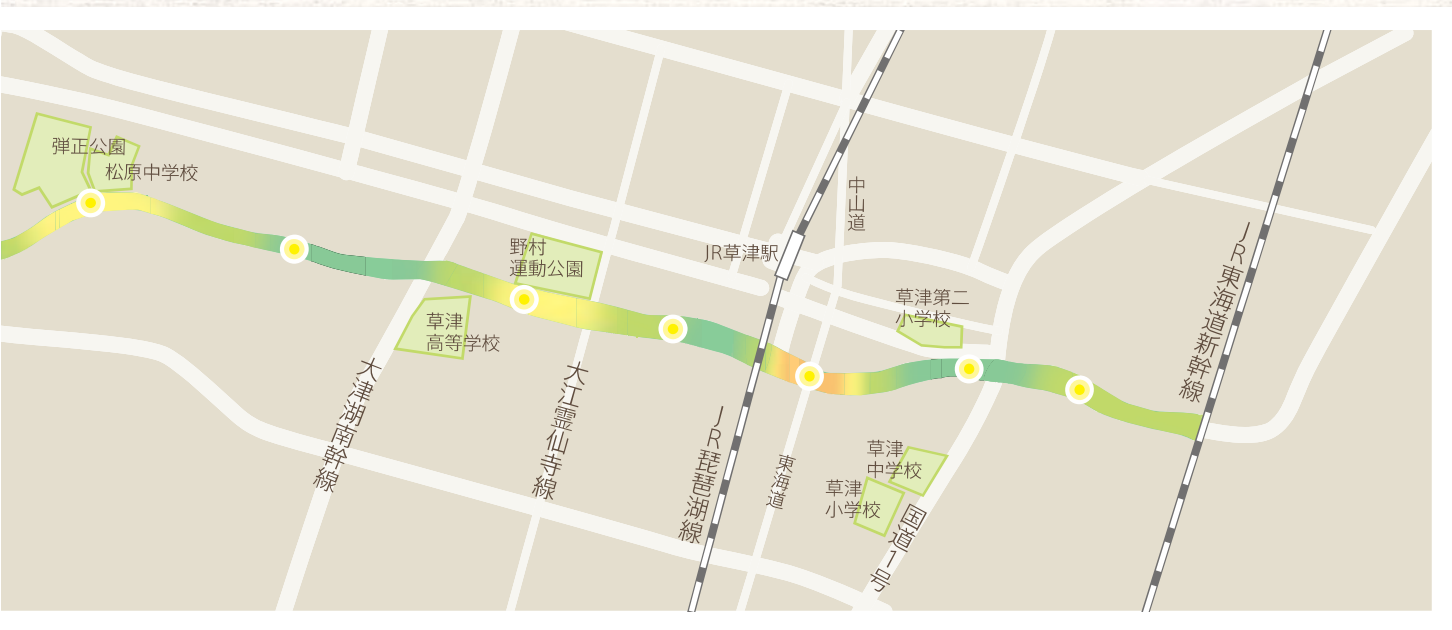 弾正公園
松原中学校
野村
運動公園
草津
高等学校
大津湖南幹線
大江霊仙寺線
JR草津駅
中山道
草津第二
小学校
JR琵琶湖線
東海道
草津
中学校
草津
小学校
国道1号
JR東海道新幹線